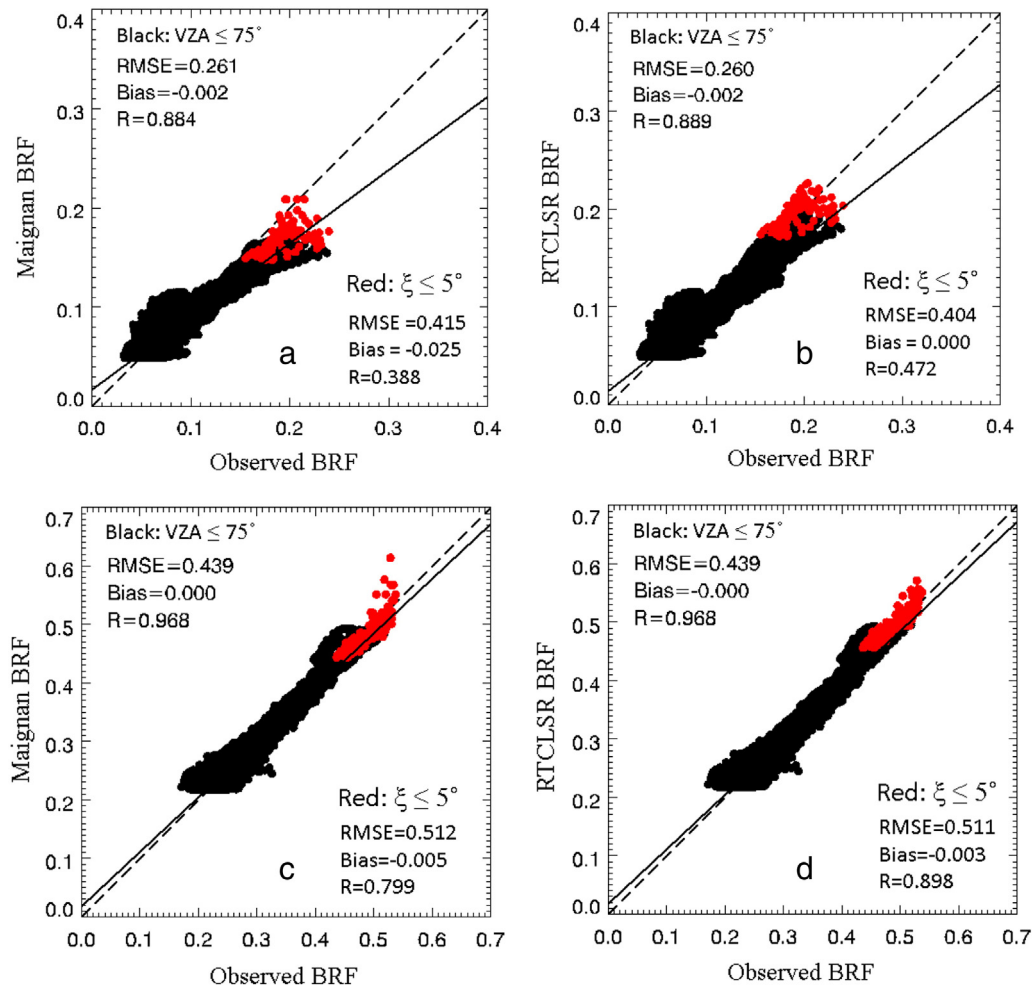 Black: VZA ≤ 75°
RMSE=0.261
Bias=-0.002
R=0.884
Red: ξ ≤ 5°
RMSE =0.415
Bias = -0.025
R=0.388
a
0.4
0.3
0.2
0.1
0.0
0.0 0.1 0.2 0.3 0.4
Maignan BRF
Observed BRF
Black: VZA ≤ 75°
RMSE=0.260
Bias=-0.002
R=0.889
Red: ξ ≤ 5°
RMSE =0.404
Bias = 0.000
R=0.472
b
0.4
0.3
0.2
0.1
0.0
0.0 0.1 0.2 0.3 0.4
RTCLSR BRF
Observed BRF
Black: VZA ≤ 75°
RMSE=0.439
Bias=0.000
R=0.968
Red: ξ ≤ 5°
RMSE=0.512
Bias=-0.005
R=0.799
c
0.7
0.6
0.5
0.4
0.3
0.2
0.1
0.0
0.0 0.1 0.2 0.3 0.4 0.5 0.6 0.7
Maignan BRF
Observed BRF
Black: VZA ≤ 75°
RMSE=0.439
Bias=-0.000
R=0.968
Red: ξ ≤ 5°
RMSE=0.511
Bias=-0.003
R=0.898
d
0.7
0.6
0.5
0.4
0.3
0.2
0.1
0.0
0.0 0.1 0.2 0.3 0.4 0.5 0.6 0.7
RTCLSR BRF
Observed BRF